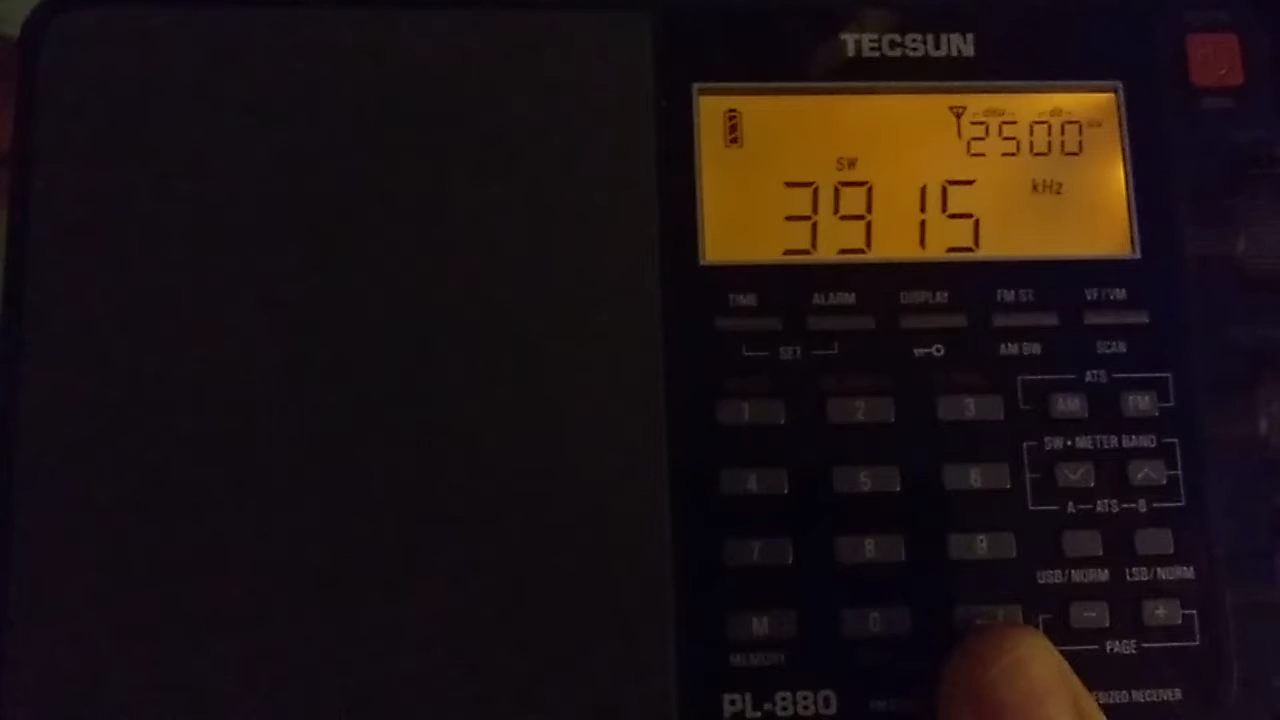 TECSUN
2500
SW
3915 kHz
TIME ALARM DISPLAY FM ST. VF/VM
SET AM BW SCAN
ATS
1 2 3 AM FM
SW • METER BAND
4 5 6
A ATS B
7 8 9
USB/NORM LSB/NORM
M 0 - +
MEMORY PAGE
PL-880 RECEIVER